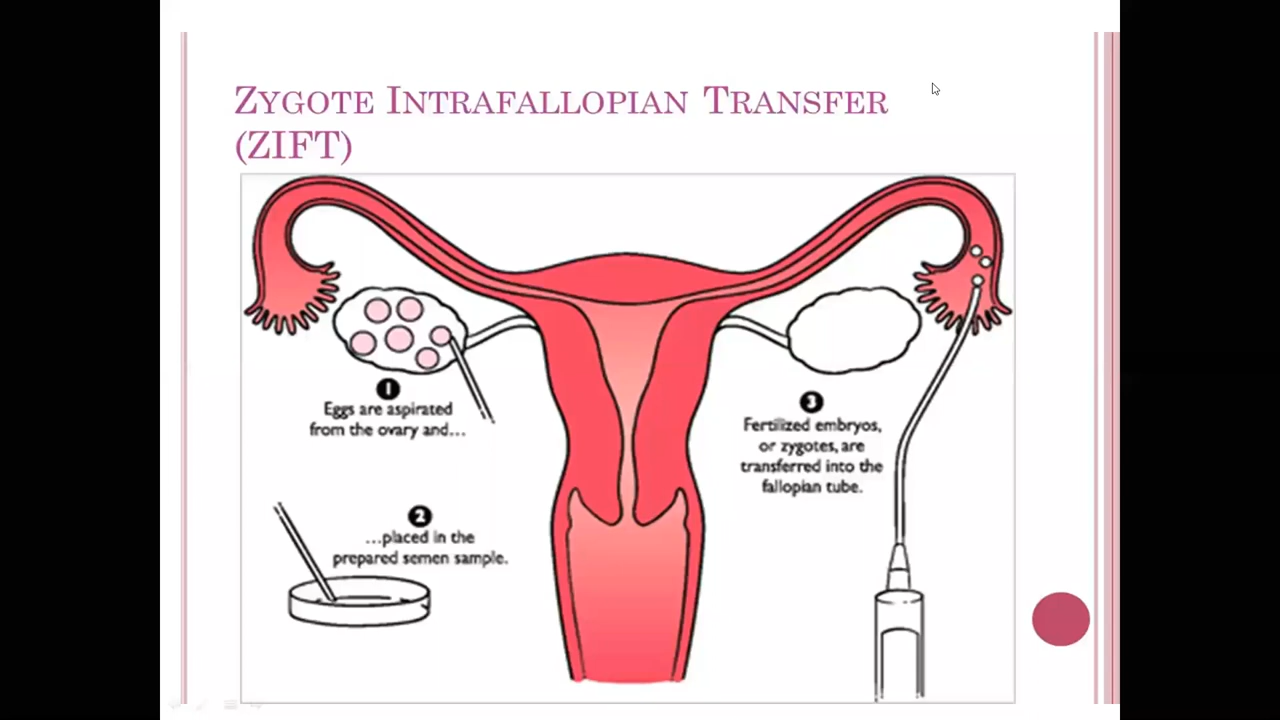 ZYGOTE INTRAFALLOPIAN TRANSFER
(ZIFT)
1
Eggs are aspirated
from the ovary and...
2
...placed in the
prepared semen sample.
3
Fertilized embryos,
or zygotes, are
transferred into the
fallopian tube.